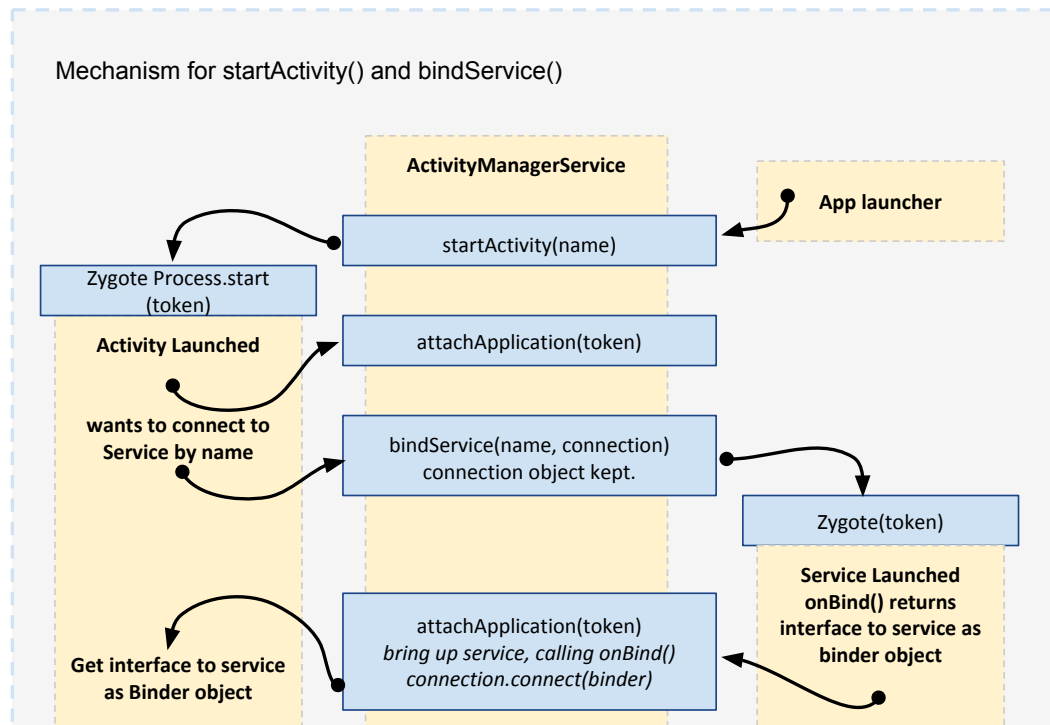 Mechanism for startActivity() and bindService()
ActivityManagerService
App launcher
startActivity(name)
Zygote Process.start
(token)
Activity Launched
attachApplication(token)
wants to connect to
Service by name
bindService(name, connection)
connection object kept.
Zygote(token)
Service Launched
onBind() returns
interface to service as
binder object
attachApplication(token)
bring up service, calling onBind()
connection.connect(binder)
Get interface to service
as Binder object